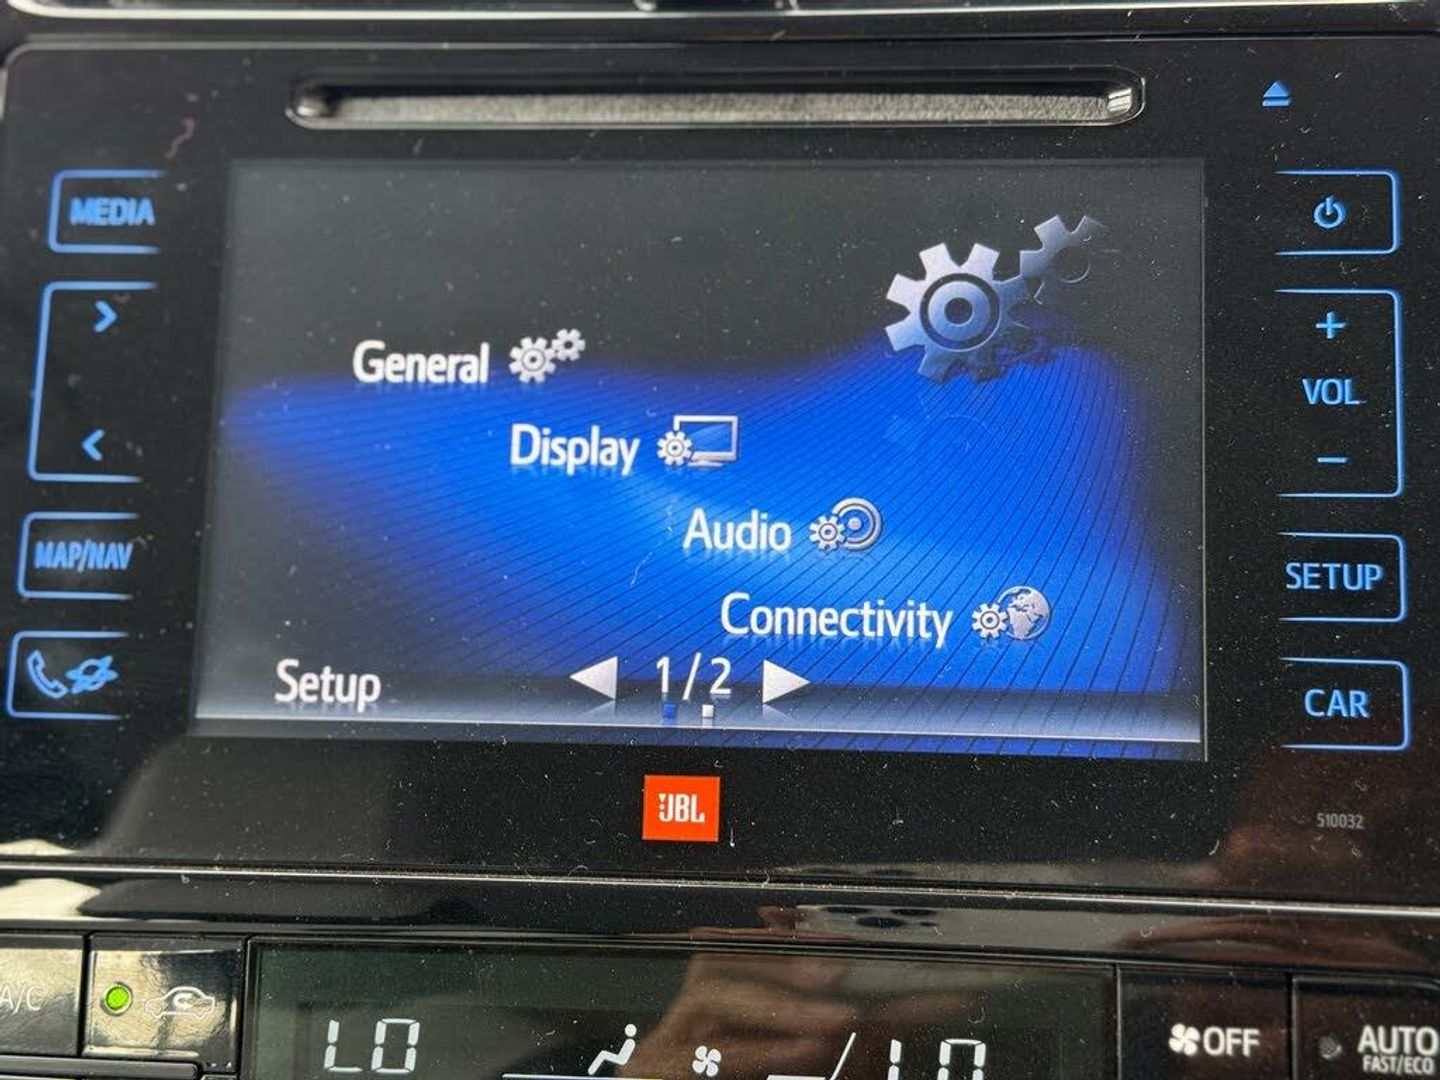 MEDIA
General
VOL
Display
Audio
MAP/NAV
SETUP
Connectivity
Setup
1/2
CAR
JBL
510032
A/C
LO
LO
OFF
AUTO
FAST/ECO